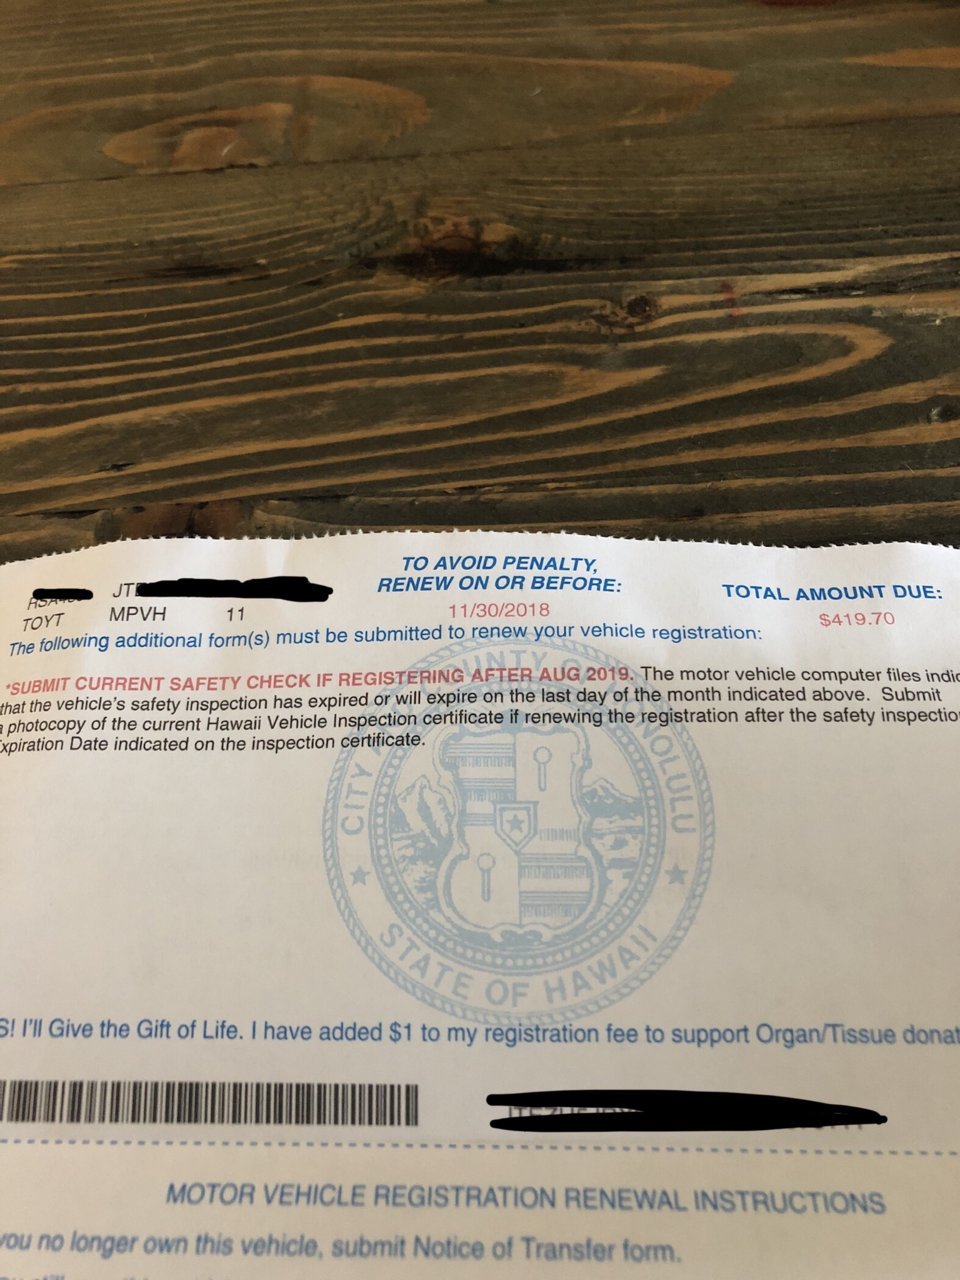 TO AVOID PENALTY,
RENEW ON OR BEFORE:
11/30/2018
TOTAL AMOUNT DUE:
$419.70
TOYT MPVH 11
The following additional form(s) must be submitted to renew your vehicle registration:
*SUBMIT CURRENT SAFETY CHECK IF REGISTERING AFTER AUG 2019. The motor vehicle computer files indic
that the vehicle's safety inspection has expired or will expire on the last day of the month indicated above. Submit
a photocopy of the current Hawaii Vehicle Inspection certificate if renewing the registration after the safety inspectio
xpiration Date indicated on the inspection certificate.
CITY COUNTY HONOLULU
STATE OF HAWAII
S! I'll Give the Gift of Life. I have added $1 to my registration fee to support Organ/Tissue donat
MOTOR VEHICLE REGISTRATION RENEWAL INSTRUCTIONS
you no longer own this vehicle, submit Notice of Transfer form.